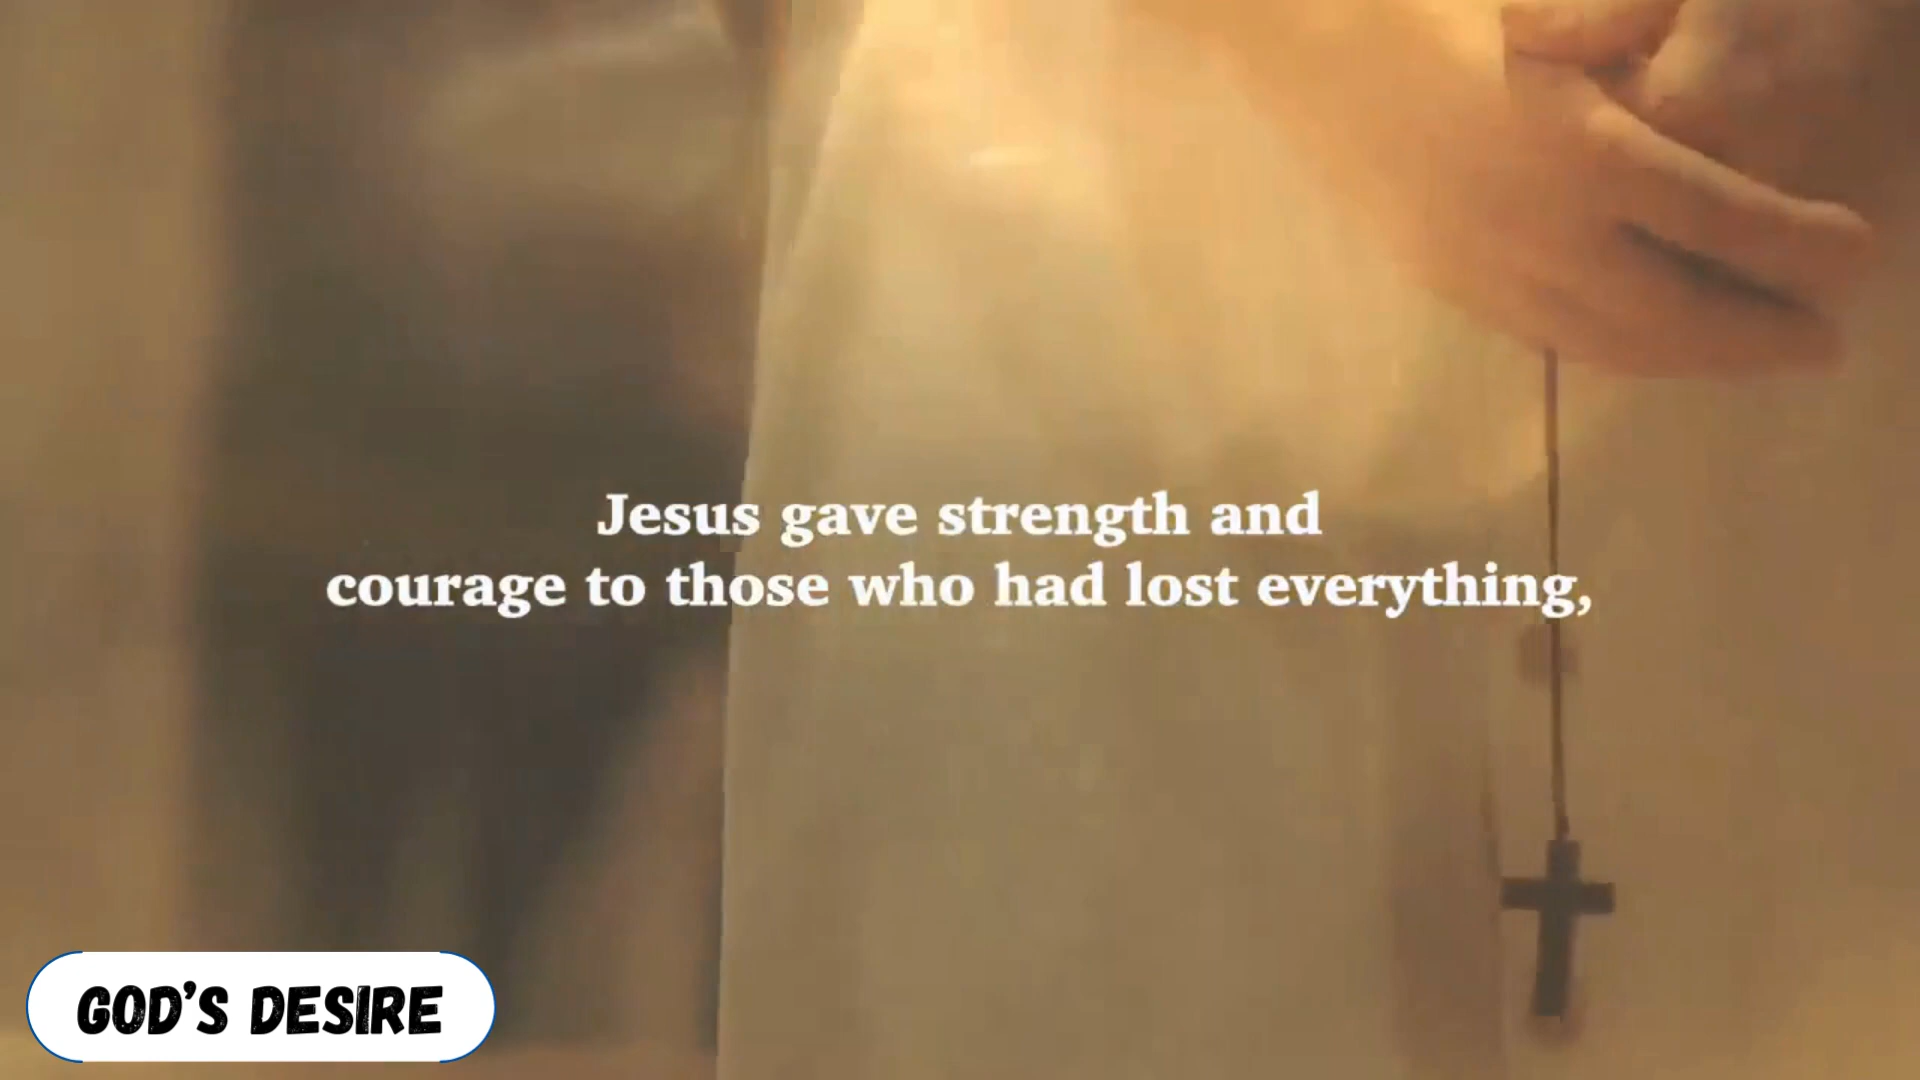 Jesus gave strength and
courage to those who had lost everything,
GOD'S DESIRE